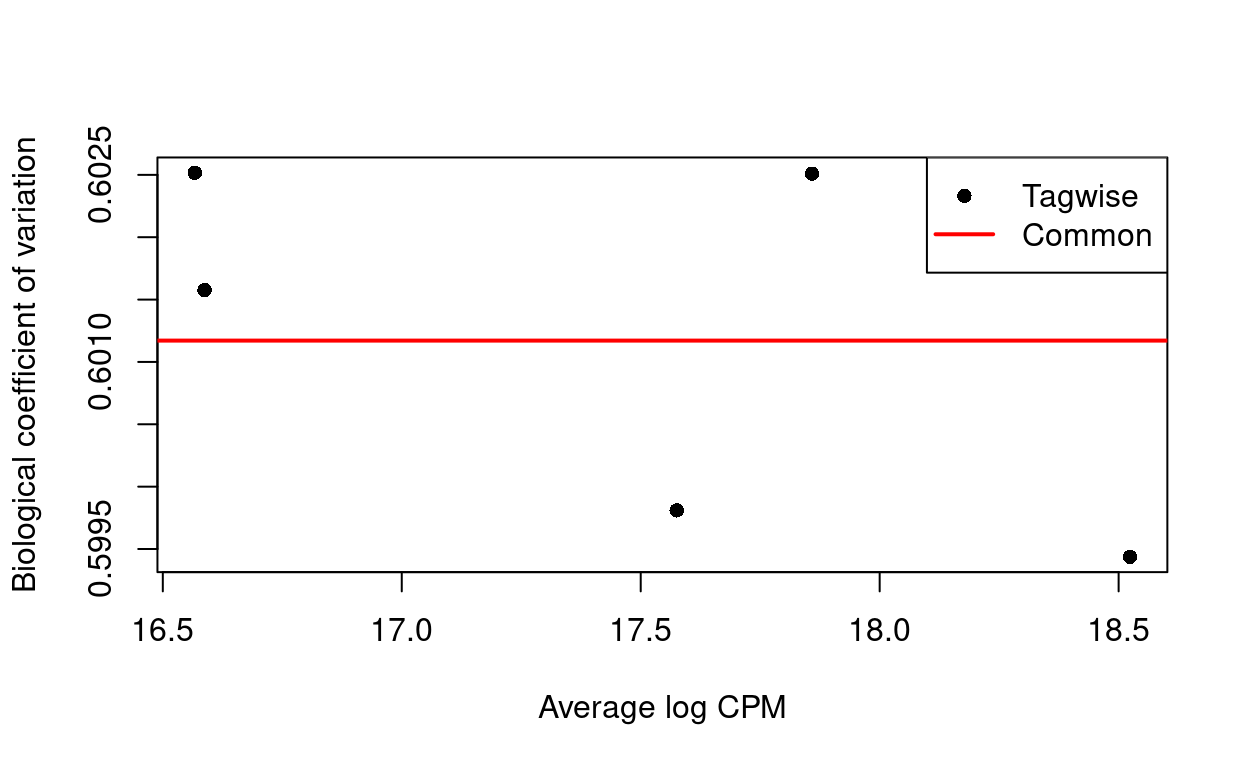 Biological coefficient of variation
0.6025
0.6010
0.5995
Tagwise
Common
16.5 17.0 17.5 18.0 18.5
Average log CPM